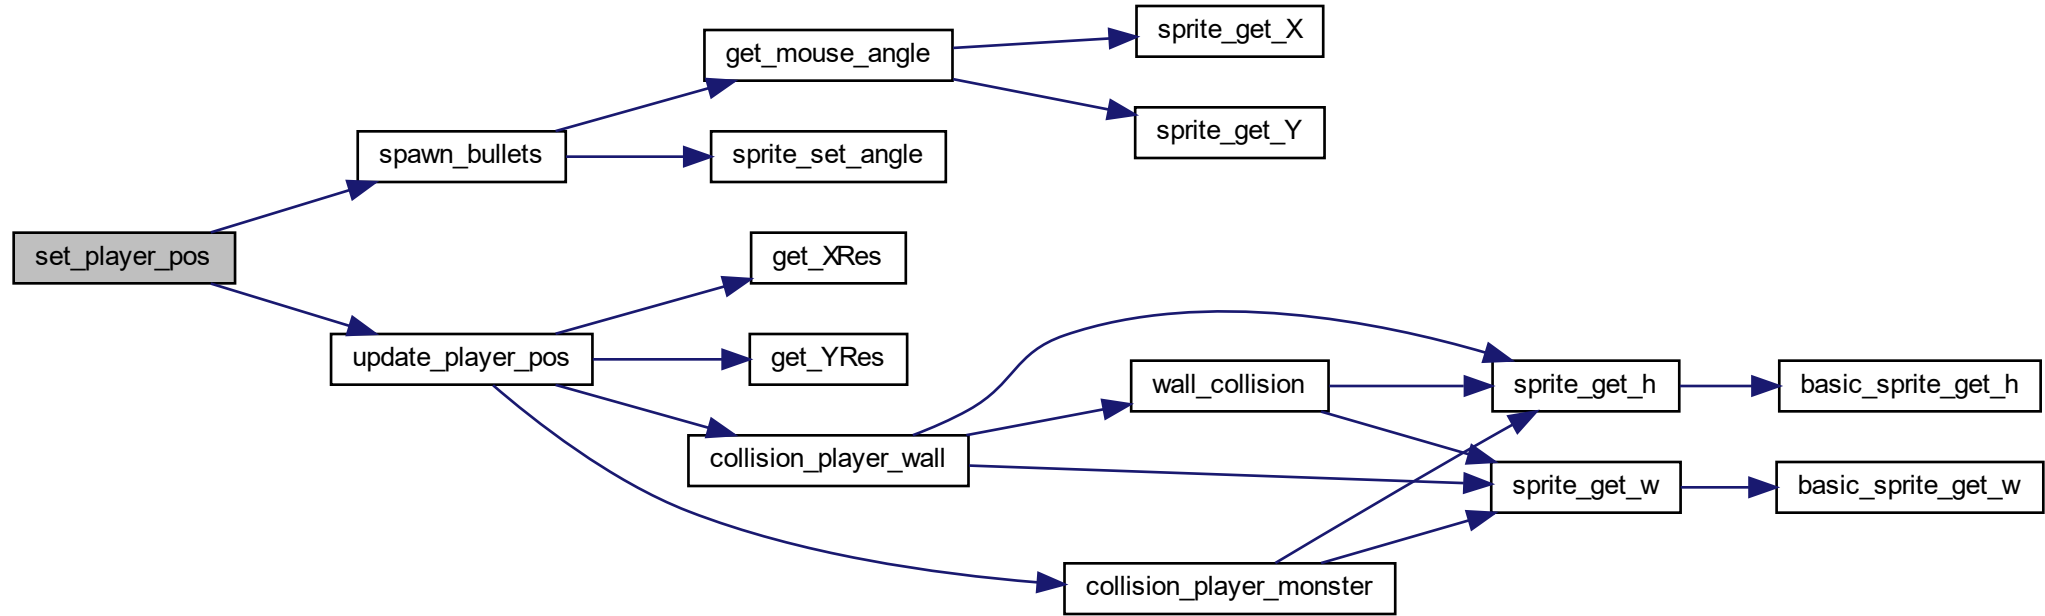 set_player_pos
spawn_bullets
get_mouse_angle
sprite_get_X
sprite_get_Y
sprite_set_angle
update_player_pos
get_XRes
get_YRes
collision_player_wall
wall_collision
sprite_get_h
basic_sprite_get_h
sprite_get_w
basic_sprite_get_w
collision_player_monster